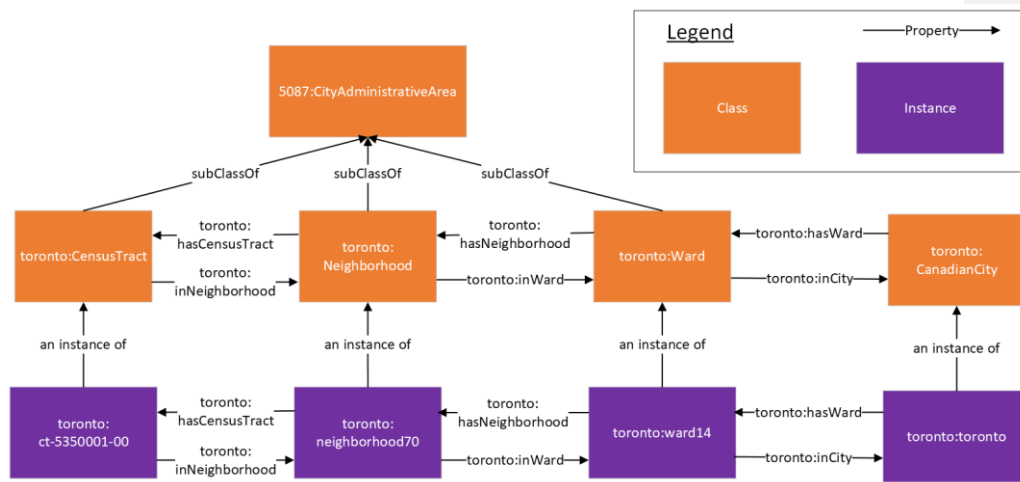 Legend
Property
Class
Instance
5087:CityAdministrativeArea
subClassOf
subClassOf
subClassOf
toronto:CensusTract
toronto:
hasCensusTract
toronto:
inNeighborhood
toronto:
Neighborhood
toronto:
hasNeighborhood
toronto:inWard
toronto:Ward
toronto:hasWard
toronto:inCity
toronto:
CanadianCity
an instance of
an instance of
an instance of
an instance of
toronto:
ct-5350001-00
toronto:
hasCensusTract
toronto:
inNeighborhood
toronto:
neighborhood70
toronto:
hasNeighborhood
toronto:inWard
toronto:ward14
toronto:hasWard
toronto:inCity
toronto:toronto